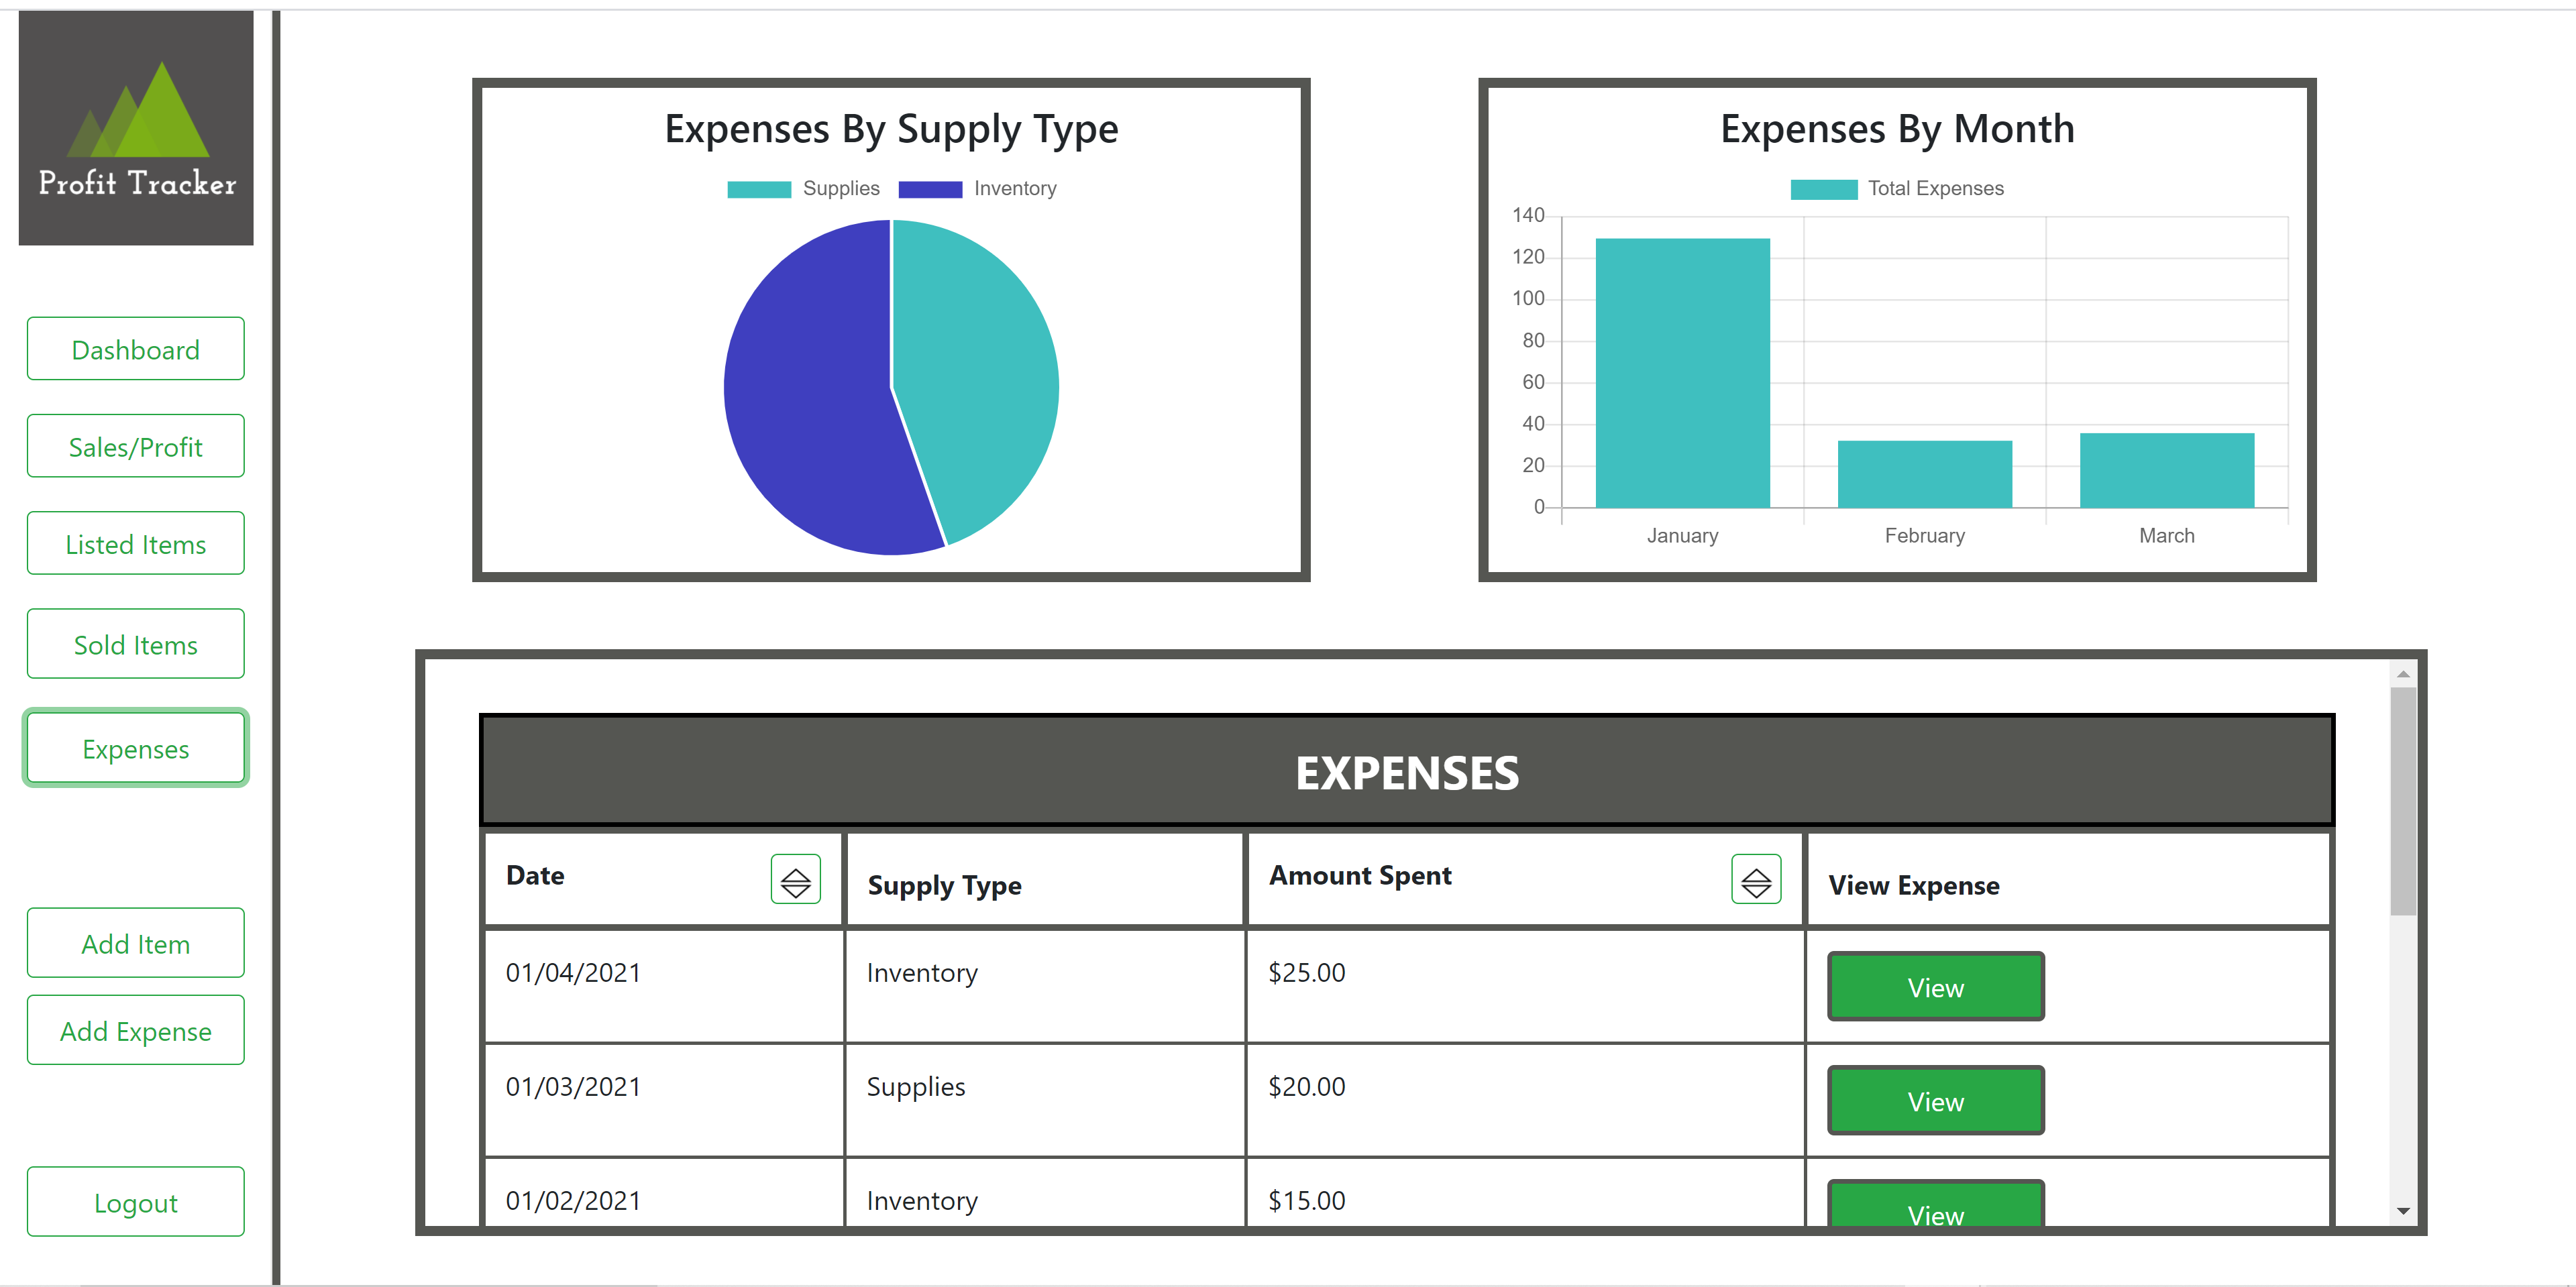 Profit Tracker
Dashboard
Sales/Profit
Listed Items
Sold Items
Expenses
Add Item
Add Expense
Logout
Expenses By Supply Type
Supplies Inventory
Expenses By Month
Total Expenses
140
120
100
80
60
40
20
0
January February March
EXPENSES
Date Supply Type Amount Spent View Expense
01/04/2021 Inventory $25.00 View
01/03/2021 Supplies $20.00 View
01/02/2021 Inventory $15.00 View